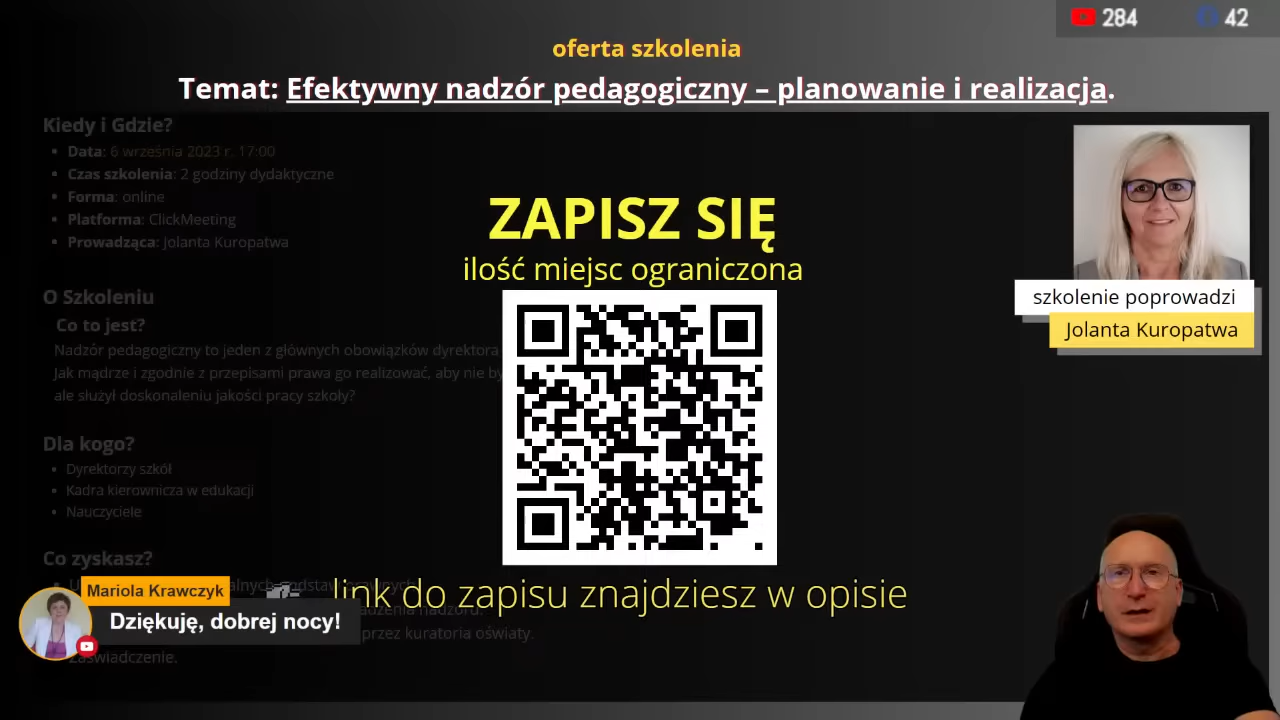 284 42
oferta szkolenia
Temat: Efektywny nadzór pedagogiczny – planowanie i realizacja.
Kiedy i Gdzie?
Data: 6 września 2023 r. 17:00
Czas szkolenia: 2 godziny dydaktyczne
Forma: online
Platforma: ClickMeeting
Prowadząca: Jolanta Kuropatwa
ZAPISZ SIĘ
ilość miejsc ograniczona
szkolenie poprowadzi
Jolanta Kuropatwa
O Szkoleniu
Co to jest?
Nadzór pedagogiczny to jeden z głównych obowiązków dyrektora
Jak mądrze i zgodnie z przepisami prawa go realizować, aby nie
ale służył doskonaleniu jakości pracy szkoły?
Dla kogo?
Dyrektorzy szkół
Kadra kierownicza w edukacji
Nauczyciele
Co zyskasz?
link do zapisu znajdziesz w opisie
Mariola Krawczyk
Dziękuję, dobrej nocy!
nadzoru.
przez kuratoria oświaty.
Zaświadczenie.